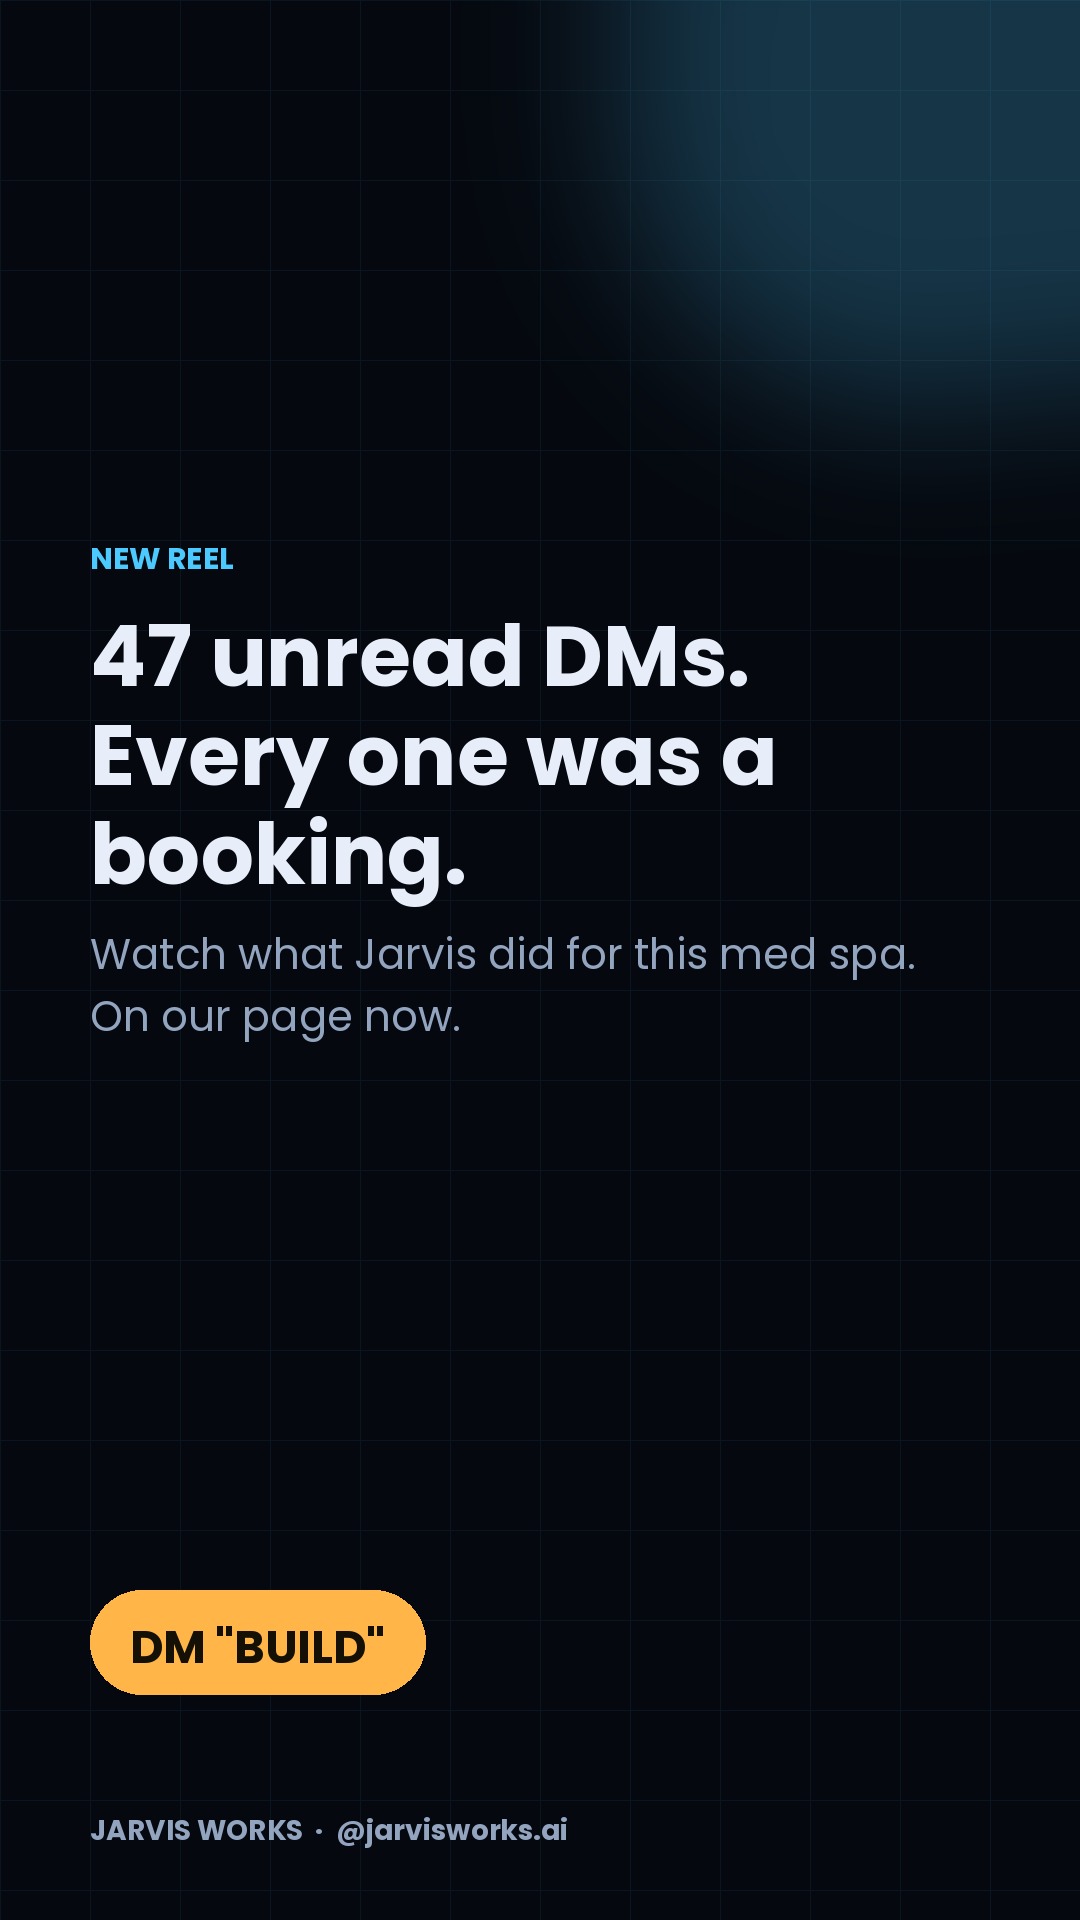 NEW REEL
47 unread DMs.
Every one was a
booking.
Watch what Jarvis did for this med spa.
On our page now.
DM "BUILD"
JARVIS WORKS · @jarvisworks.ai